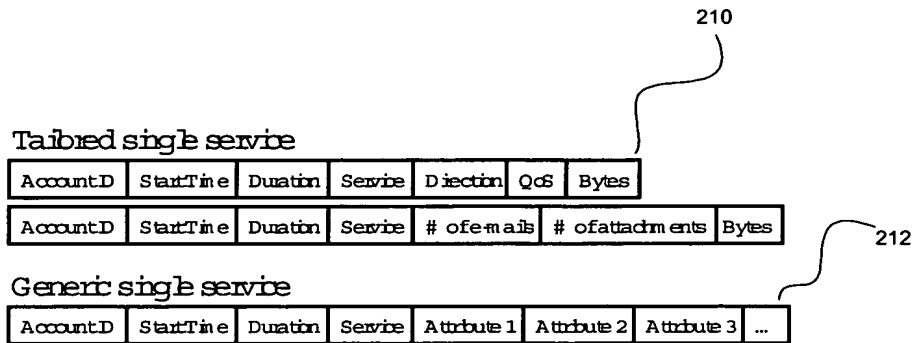 210
Tailored single service
AccountID StartTime Duration Service Direction QoS Bytes
AccountID StartTime Duration Service # of e-mails # of attachments Bytes
212
Generic single service
AccountID StartTime Duration Service Attribute 1 Attribute 2 Attribute 3 ...